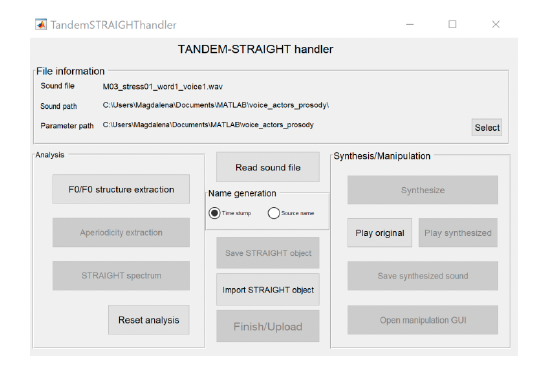 TandemSTRAIGHThandler
TANDEM-STRAIGHT handler
File information
Sound file M03_stress01_word1_voice1.wav
Sound path C:\Users\Magdalena\Documents\MATLAB\voice_actors_prosody\
Parameter path C:\Users\Magdalena\Documents\MATLAB\voice_actors_prosody
Select
Analysis
F0/F0 structure extraction
Aperiodicity extraction
STRAIGHT spectrum
Reset analysis
Read sound file
Name generation
Time stump Source name
Save STRAIGHT object
Import STRAIGHT object
Finish/Upload
Synthesis/Manipulation
Synthesize
Play original Play synthesized
Save synthesized sound
Open manipulation GUI